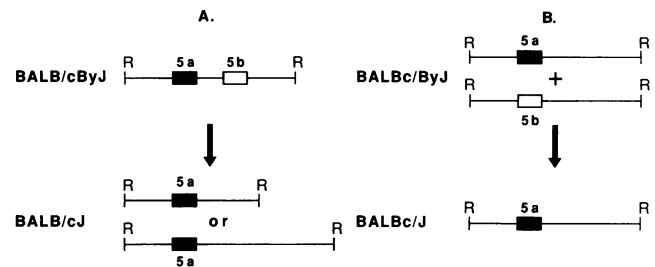 A.
R 5a 5b R
BALB/cByJ
R 5a R
or
BALB/cJ
R R
5a
B.
R 5a R
BALBc/ByJ +
R R
5b
5a
R R
BALBc/J